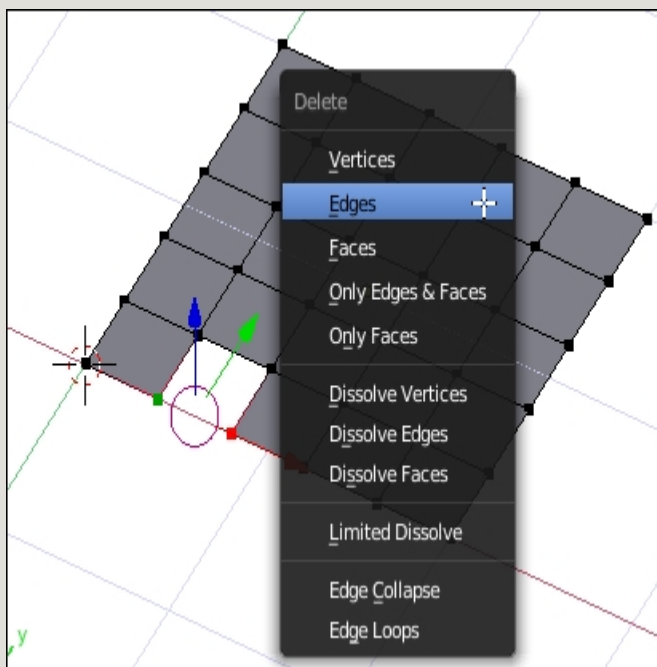 Delete
Vertices
Edges
Faces
Only Edges & Faces
Only Faces
Dissolve Vertices
Dissolve Edges
Dissolve Faces
Limited Dissolve
Edge Collapse
Edge Loops
y